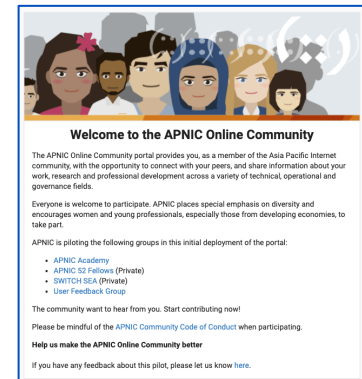 Welcome to the APNIC Online Community
The APNIC Online Community portal provides you, as a member of the Asia Pacific Internet
community, with the opportunity to connect with your peers, and share information about your
work, research and professional development across a variety of technical, operational and
governance fields.
Everyone is welcome to participate. APNIC places special emphasis on diversity and
encourages women and young professionals, especially those from developing economies, to
take part.
APNIC is piloting the following groups in this initial deployment of the portal:
• APNIC Academy
• APNIC 52 Fellows (Private)
• SWITCH SEA (Private)
• User Feedback Group
The community want to hear from you. Start contributing now!
Please be mindful of the APNIC Community Code of Conduct when participating.
Help us make the APNIC Online Community better
If you have any feedback about this pilot, please let us know here.